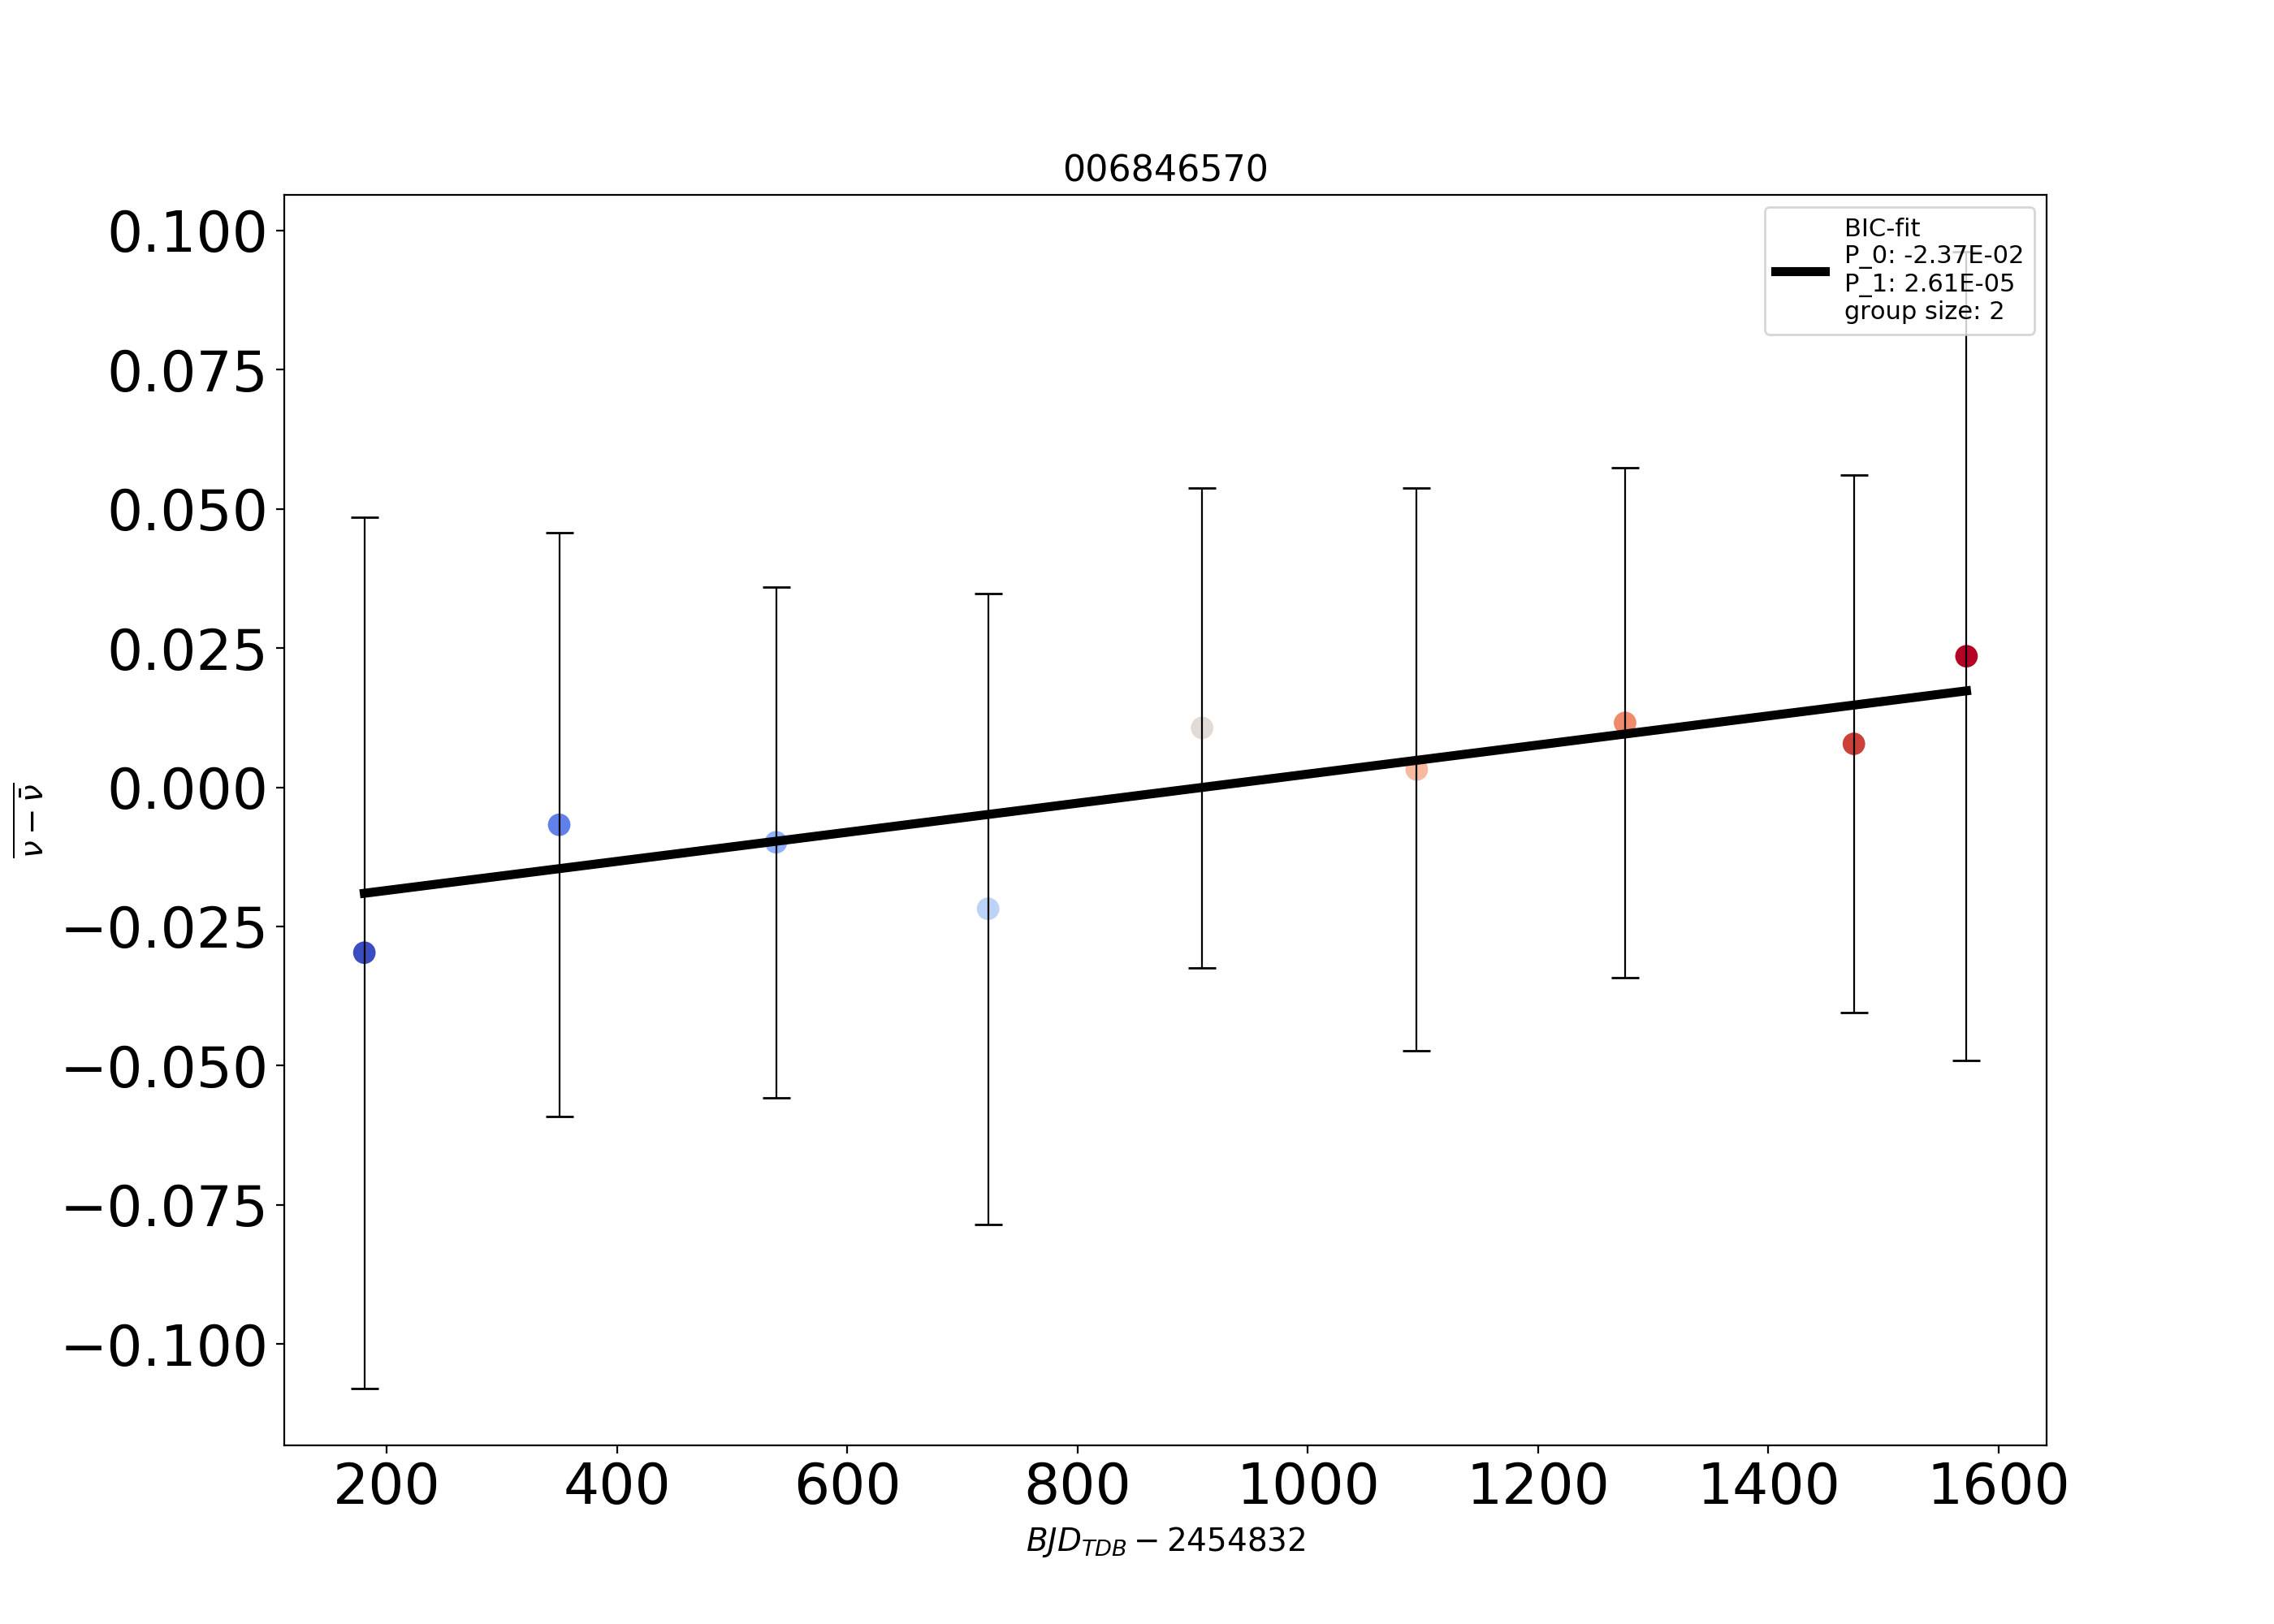 006846570
BIC-fit
P_0: -2.37E-02
P_1: 2.61E-05
group size: 2
0.100
0.075
0.050
0.025
0.000
−0.025
−0.050
−0.075
−0.100
ν − ν̄
200 400 600 800 1000 1200 1400 1600
BJD_TDB − 2454832